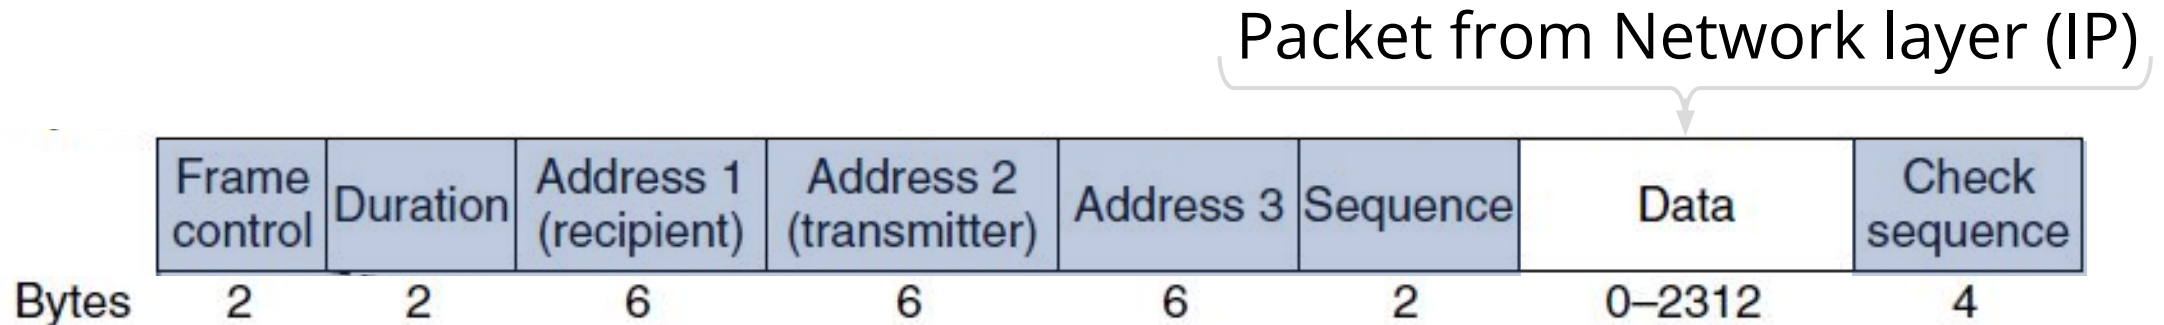 Packet from Network layer (IP)
Frame control
Duration
Address 1 (recipient)
Address 2 (transmitter)
Address 3
Sequence
Data
Check sequence
Bytes 2 2 6 6 6 2 0–2312 4